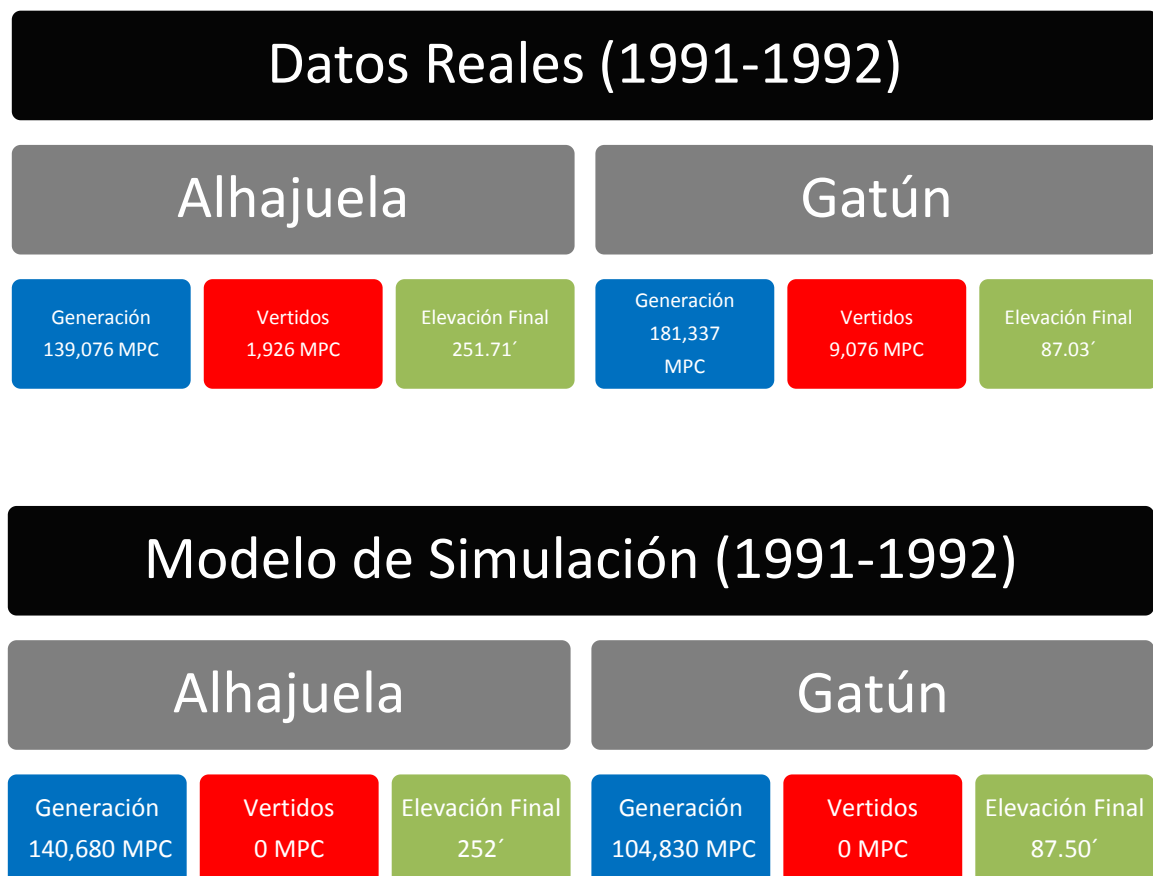 Datos Reales (1991-1992)
Alhajuela
Gatún
Generación
139,076 MPC
Vertidos
1,926 MPC
Elevación Final
251.71´
Generación
181,337
MPC
Vertidos
9,076 MPC
Elevación Final
87.03´
Modelo de Simulación (1991-1992)
Alhajuela
Gatún
Generación
140,680 MPC
Vertidos
0 MPC
Elevación Final
252´
Generación
104,830 MPC
Vertidos
0 MPC
Elevación Final
87.50´